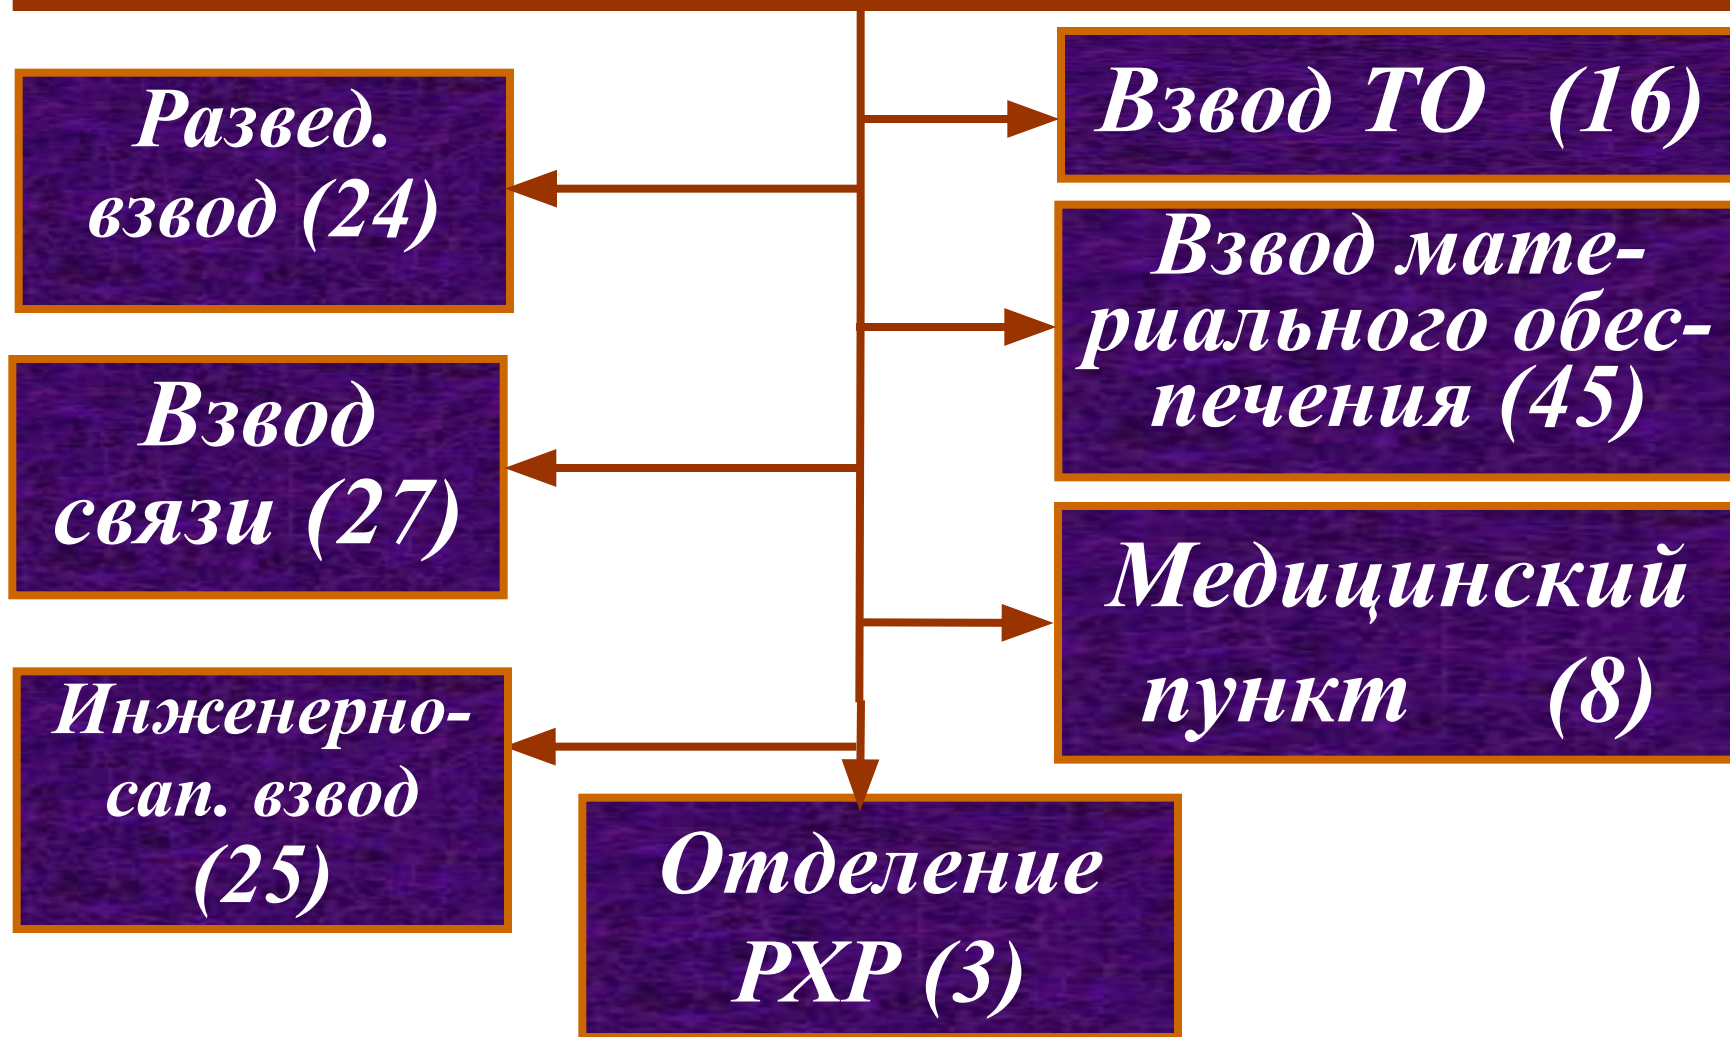 Развед.
взвод (24)
Взвод
связи (27)
Инженерно-
сап. взвод
(25)
Взвод ТО (16)
Взвод мате-
риального обес-
печения (45)
Медицинский
пункт (8)
Отделение
РХР (3)